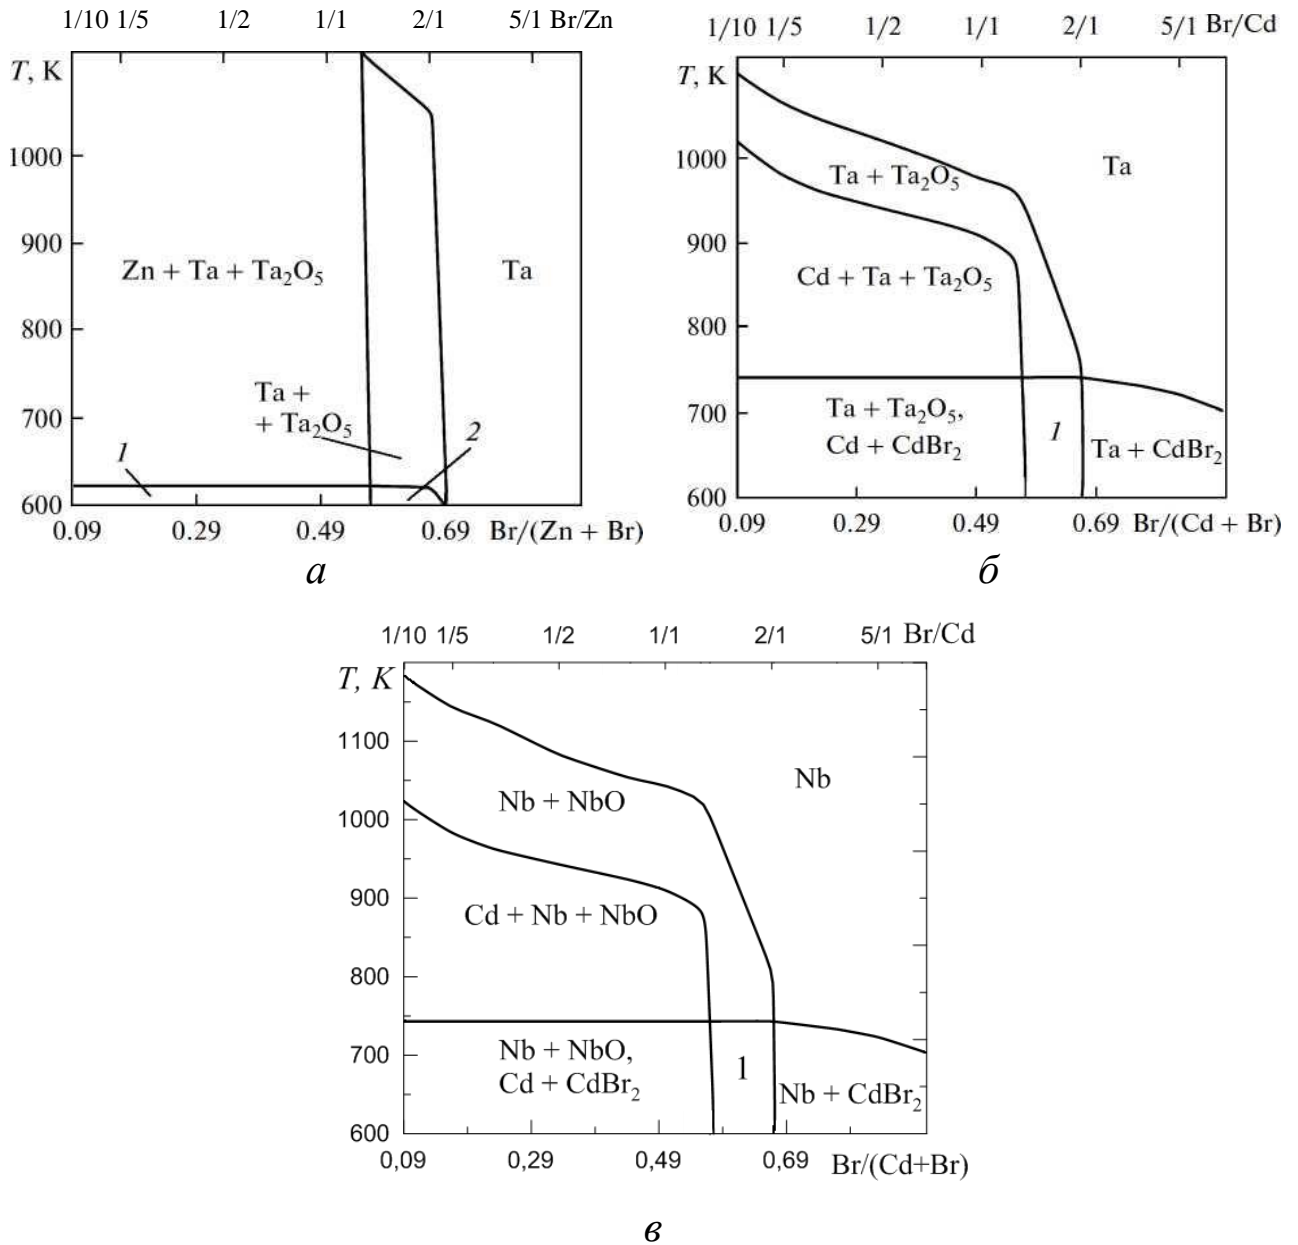 1/10 1/5 1/2 1/1 2/1 5/1 Br/Zn
T, K
1000
900
800
700
600
Zn + Ta + Ta₂O₅
Ta
Ta +
+ Ta₂O₅
1
2
0.09 0.29 0.49 0.69 Br/(Zn + Br)
а
1/10 1/5 1/2 1/1 2/1 5/1 Br/Cd
T, K
1000
900
800
700
600
Ta
Ta + Ta₂O₅
Cd + Ta + Ta₂O₅
Ta + Ta₂O₅,
Cd + CdBr₂
1
Ta + CdBr₂
0.09 0.29 0.49 0.69 Br/(Cd + Br)
б
1/10 1/5 1/2 1/1 2/1 5/1 Br/Cd
T, K
1100
1000
900
800
700
600
Nb
Nb + NbO
Cd + Nb + NbO
Nb + NbO,
Cd + CdBr₂
1
Nb + CdBr₂
0,09 0,29 0,49 0,69 Br/(Cd+Br)
в